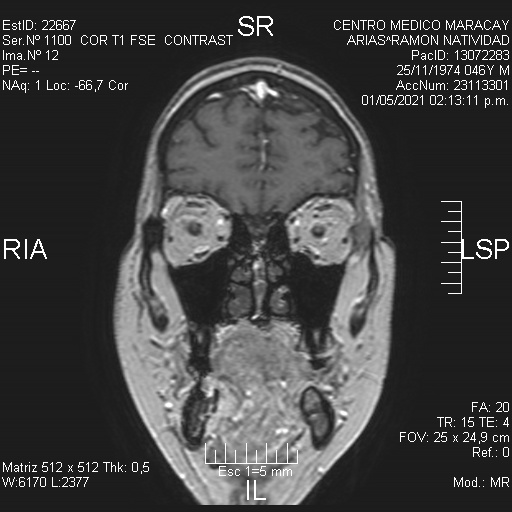 EstID: 22667
Ser.Nº 1100 COR T1 FSE CONTRAST
Ima.Nº 12
PE= --
NAq: 1 Loc: -66,7 Cor
SR
CENTRO MEDICO MARACAY
ARIAS^RAMON NATIVIDAD
PacID: 13072283
25/11/1974 046Y M
AccNum: 23113301
01/05/2021 02:13:11 p.m.
RIA
LSP
Matriz 512 x 512 Thk: 0,5
W:6170 L:2377
Esc 1=5 mm
IL
FA: 20
TR: 15 TE: 4
FOV: 25 x 24,9 cm
Ref.: 0
Mod.: MR